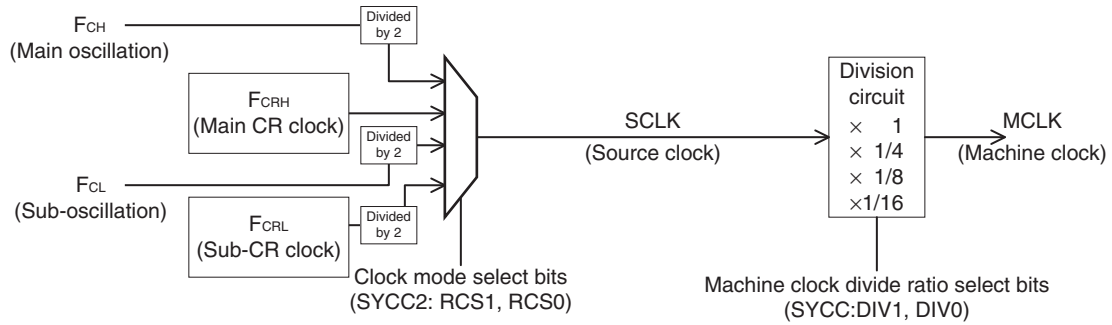 FCH
(Main oscillation)
Divided
by 2
FCRH
(Main CR clock)
Divided
by 2
FCL
(Sub-oscillation)
FCRL
(Sub-CR clock)
Divided
by 2
Clock mode select bits
(SYCC2: RCS1, RCS0)
SCLK
(Source clock)
Division
circuit
× 1
× 1/4
× 1/8
×1/16
MCLK
(Machine clock)
Machine clock divide ratio select bits
(SYCC:DIV1, DIV0)